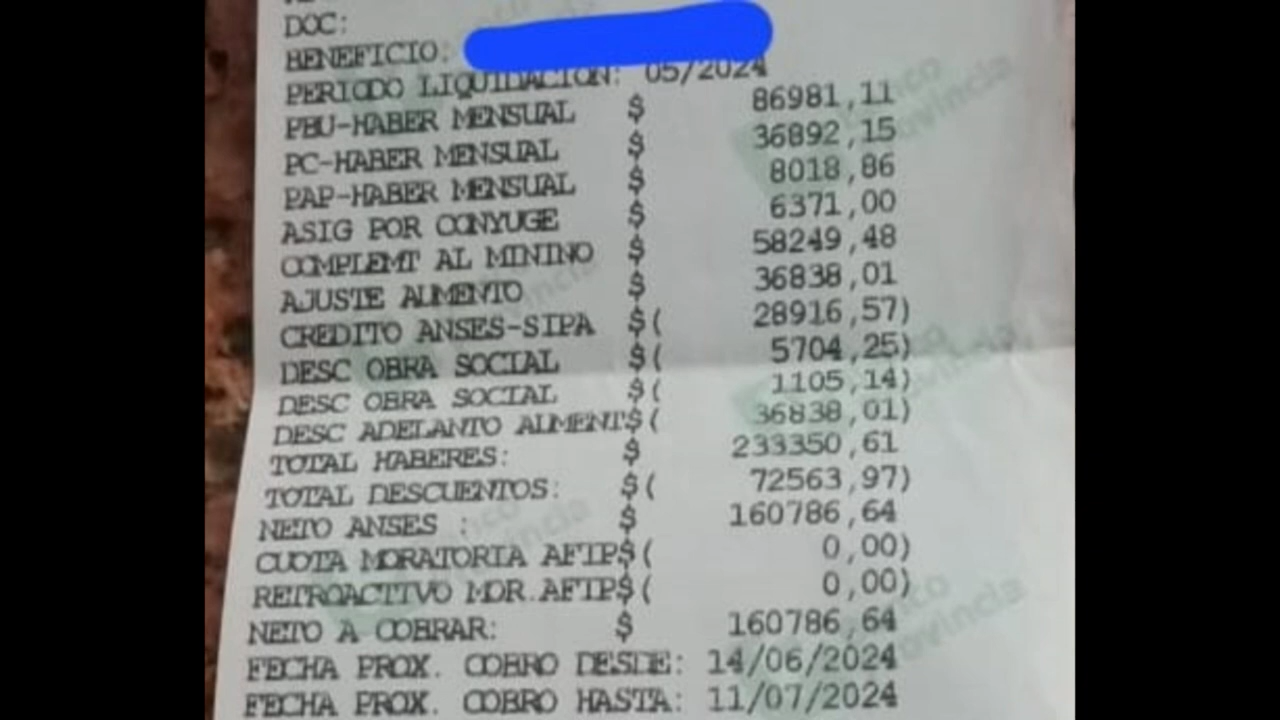 DOC:
BENEFICIO:
PERIODO LIQUIDACION: 05/2024
PBU-HABER MENSUAL $ 86981,11
PC-HABER MENSUAL $ 36892,15
PAP-HABER MENSUAL $ 8018,86
ASIG POR CONYUGE $ 6371,00
COMPLEMT AL MININO $ 58249,48
AJUSTE AUMENTO $ 36838,01
CREDITO ANSES-SIPA $( 28916,57)
DESC OBRA SOCIAL $( 5704,25)
DESC OBRA SOCIAL $( 1105,14)
DESC ADELANTO AUMENT$( 36838,01)
TOTAL HABERES: $ 233350,61
TOTAL DESCUENTOS: $( 72563,97)
NETO ANSES : $ 160786,64
CUOTA MORATORIA AFIP$( 0,00)
RETROACTIVO MOR.AFIP$( 0,00)
NETO A COBRAR: $ 160786,64
FECHA PROX. COBRO DESDE: 14/06/2024
FECHA PROX. COBRO HASTA: 11/07/2024